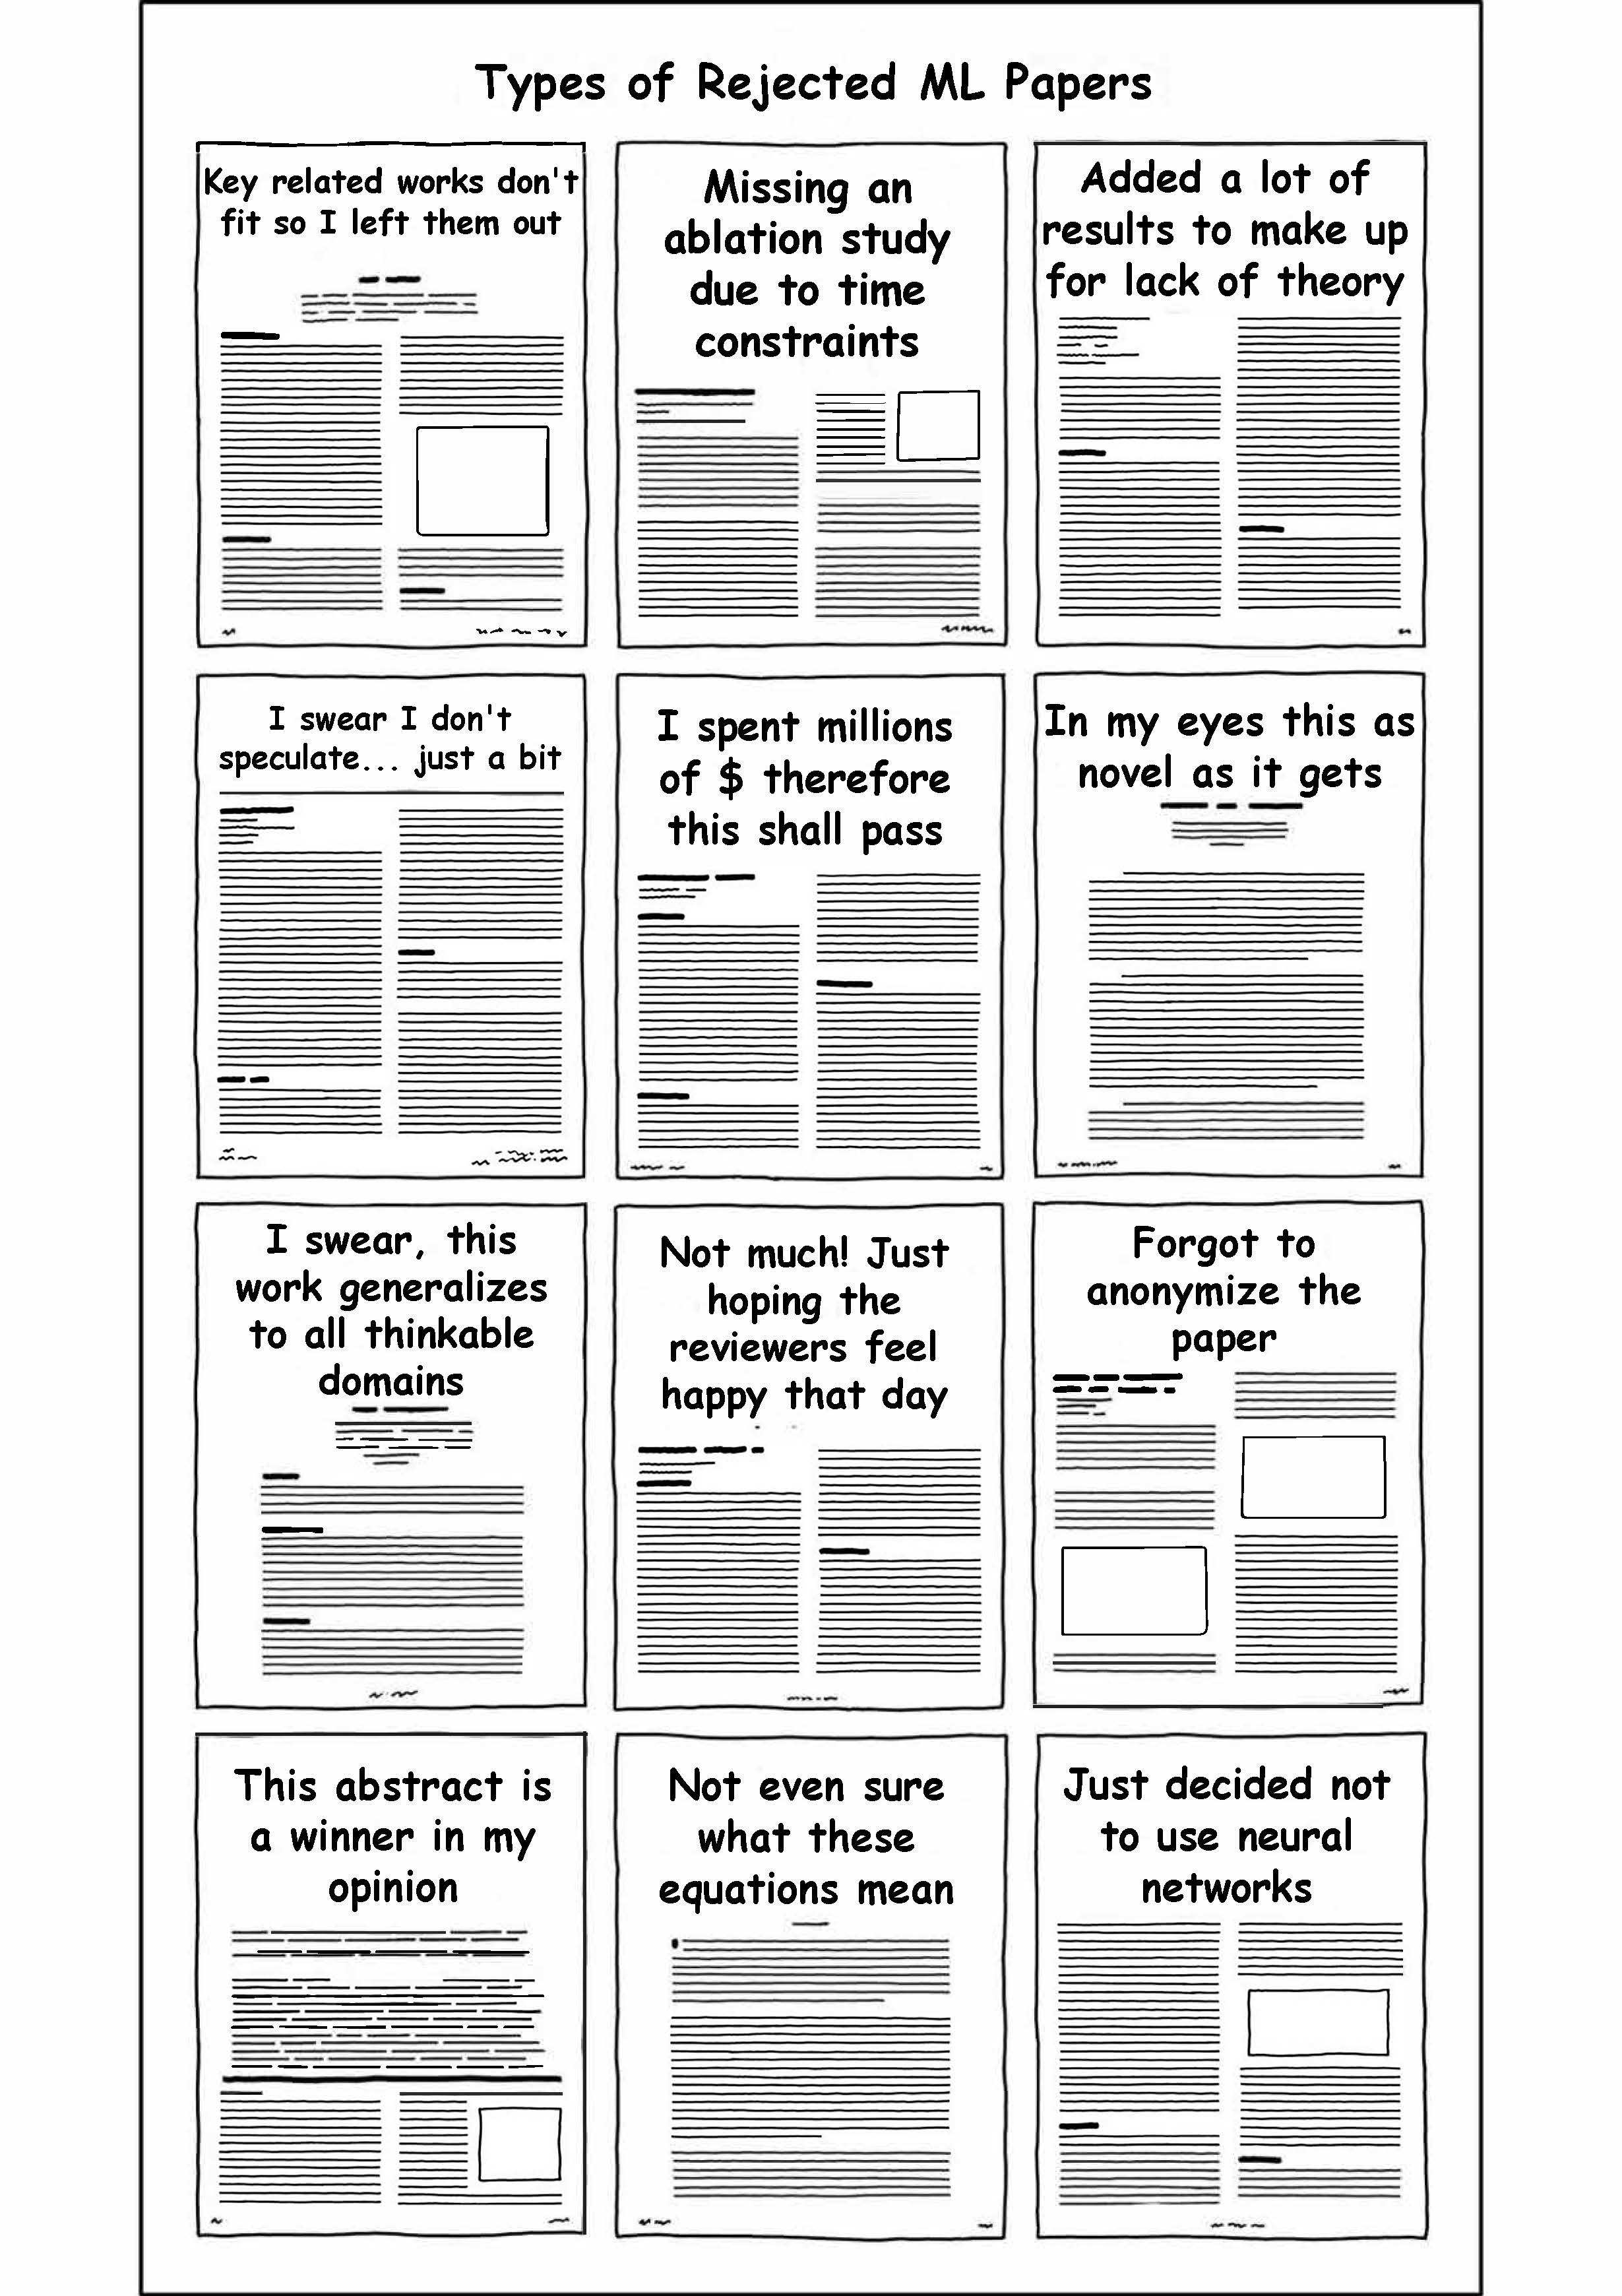 Types of Rejected ML Papers
Key related works don't
fit so I left them out
Missing an
ablation study
due to time
constraints
Added a lot of
results to make up
for lack of theory
I swear I don't
speculate... just a bit
I spent millions
of $ therefore
this shall pass
In my eyes this as
novel as it gets
I swear, this
work generalizes
to all thinkable
domains
Not much! Just
hoping the
reviewers feel
happy that day
Forgot to
anonymize the
paper
This abstract is
a winner in my
opinion
Not even sure
what these
equations mean
Just decided not
to use neural
networks